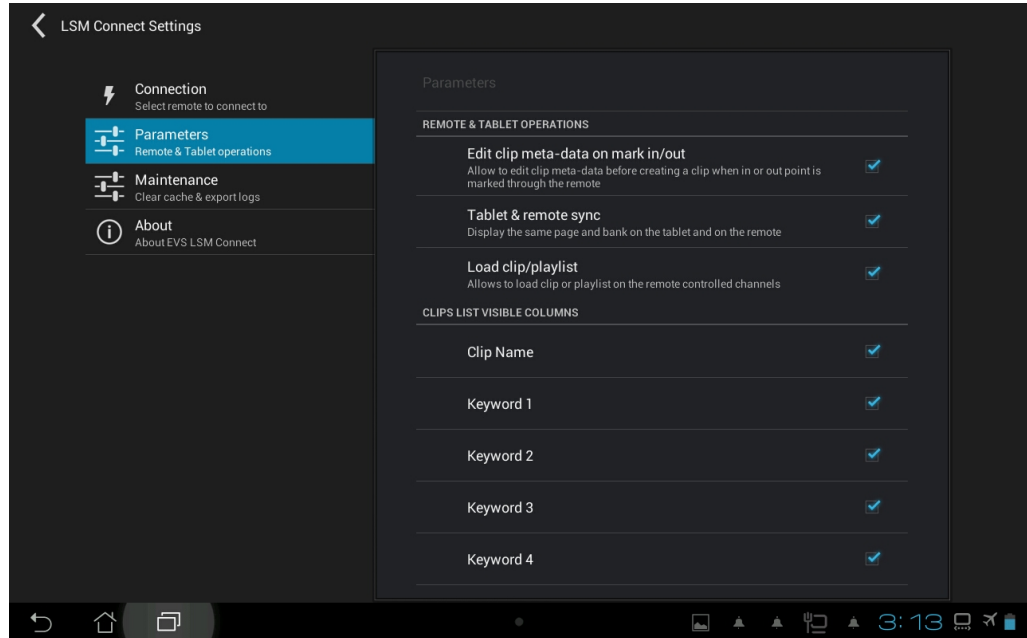 LSM Connect Settings
Connection
Select remote to connect to
Parameters
Remote & Tablet operations
Maintenance
Clear cache & export logs
About
About EVS LSM Connect
Parameters
REMOTE & TABLET OPERATIONS
Edit clip meta-data on mark in/out
Allow to edit clip meta-data before creating a clip when in or out point is
marked through the remote
Tablet & remote sync
Display the same page and bank on the tablet and on the remote
Load clip/playlist
Allows to load clip or playlist on the remote controlled channels
CLIPS LIST VISIBLE COLUMNS
Clip Name
Keyword 1
Keyword 2
Keyword 3
Keyword 4
3:13